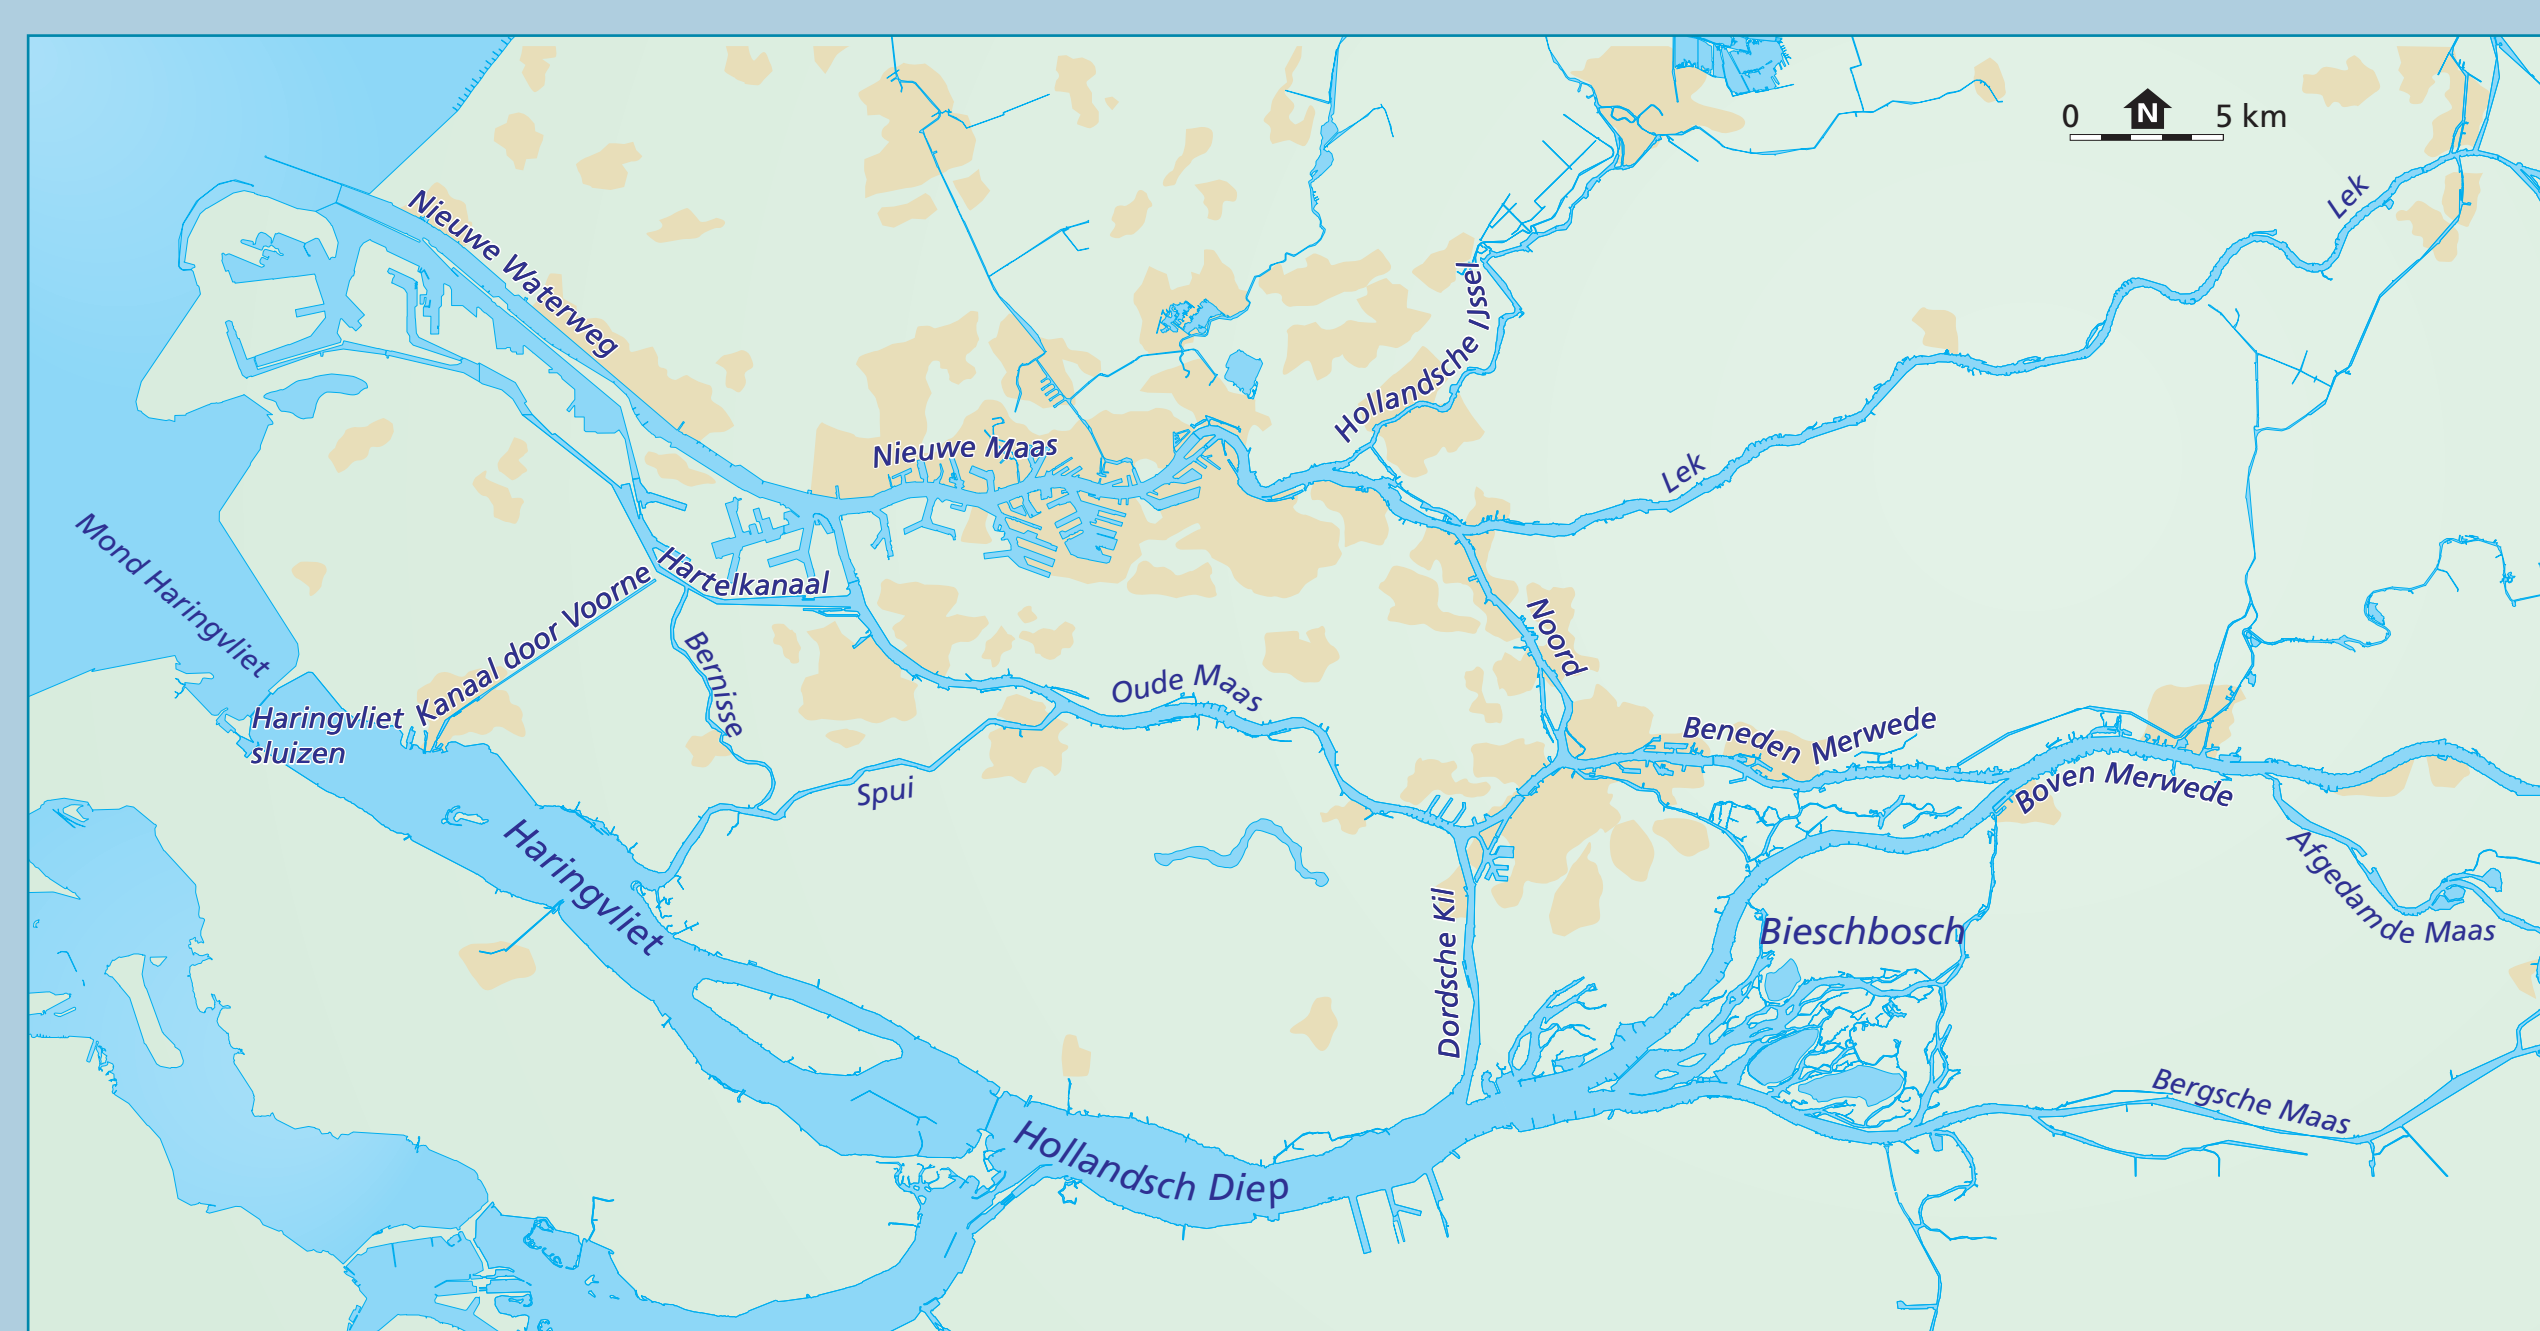 0 N 5 km
Nieuwe Waterweg
Lek
Hollandsche IJssel
Nieuwe Maas
Lek
Mond Haringvliet
Hartelkanaal
Kanaal door Voorne
Bernisse
Noord
Oude Maas
Haringvliet
sluizen
Beneden Merwede
Boven Merwede
Spui
Haringvliet
Afgedamde Maas
Dordsche Kil
Bieschbosch
Bergsche Maas
Hollandsch Diep